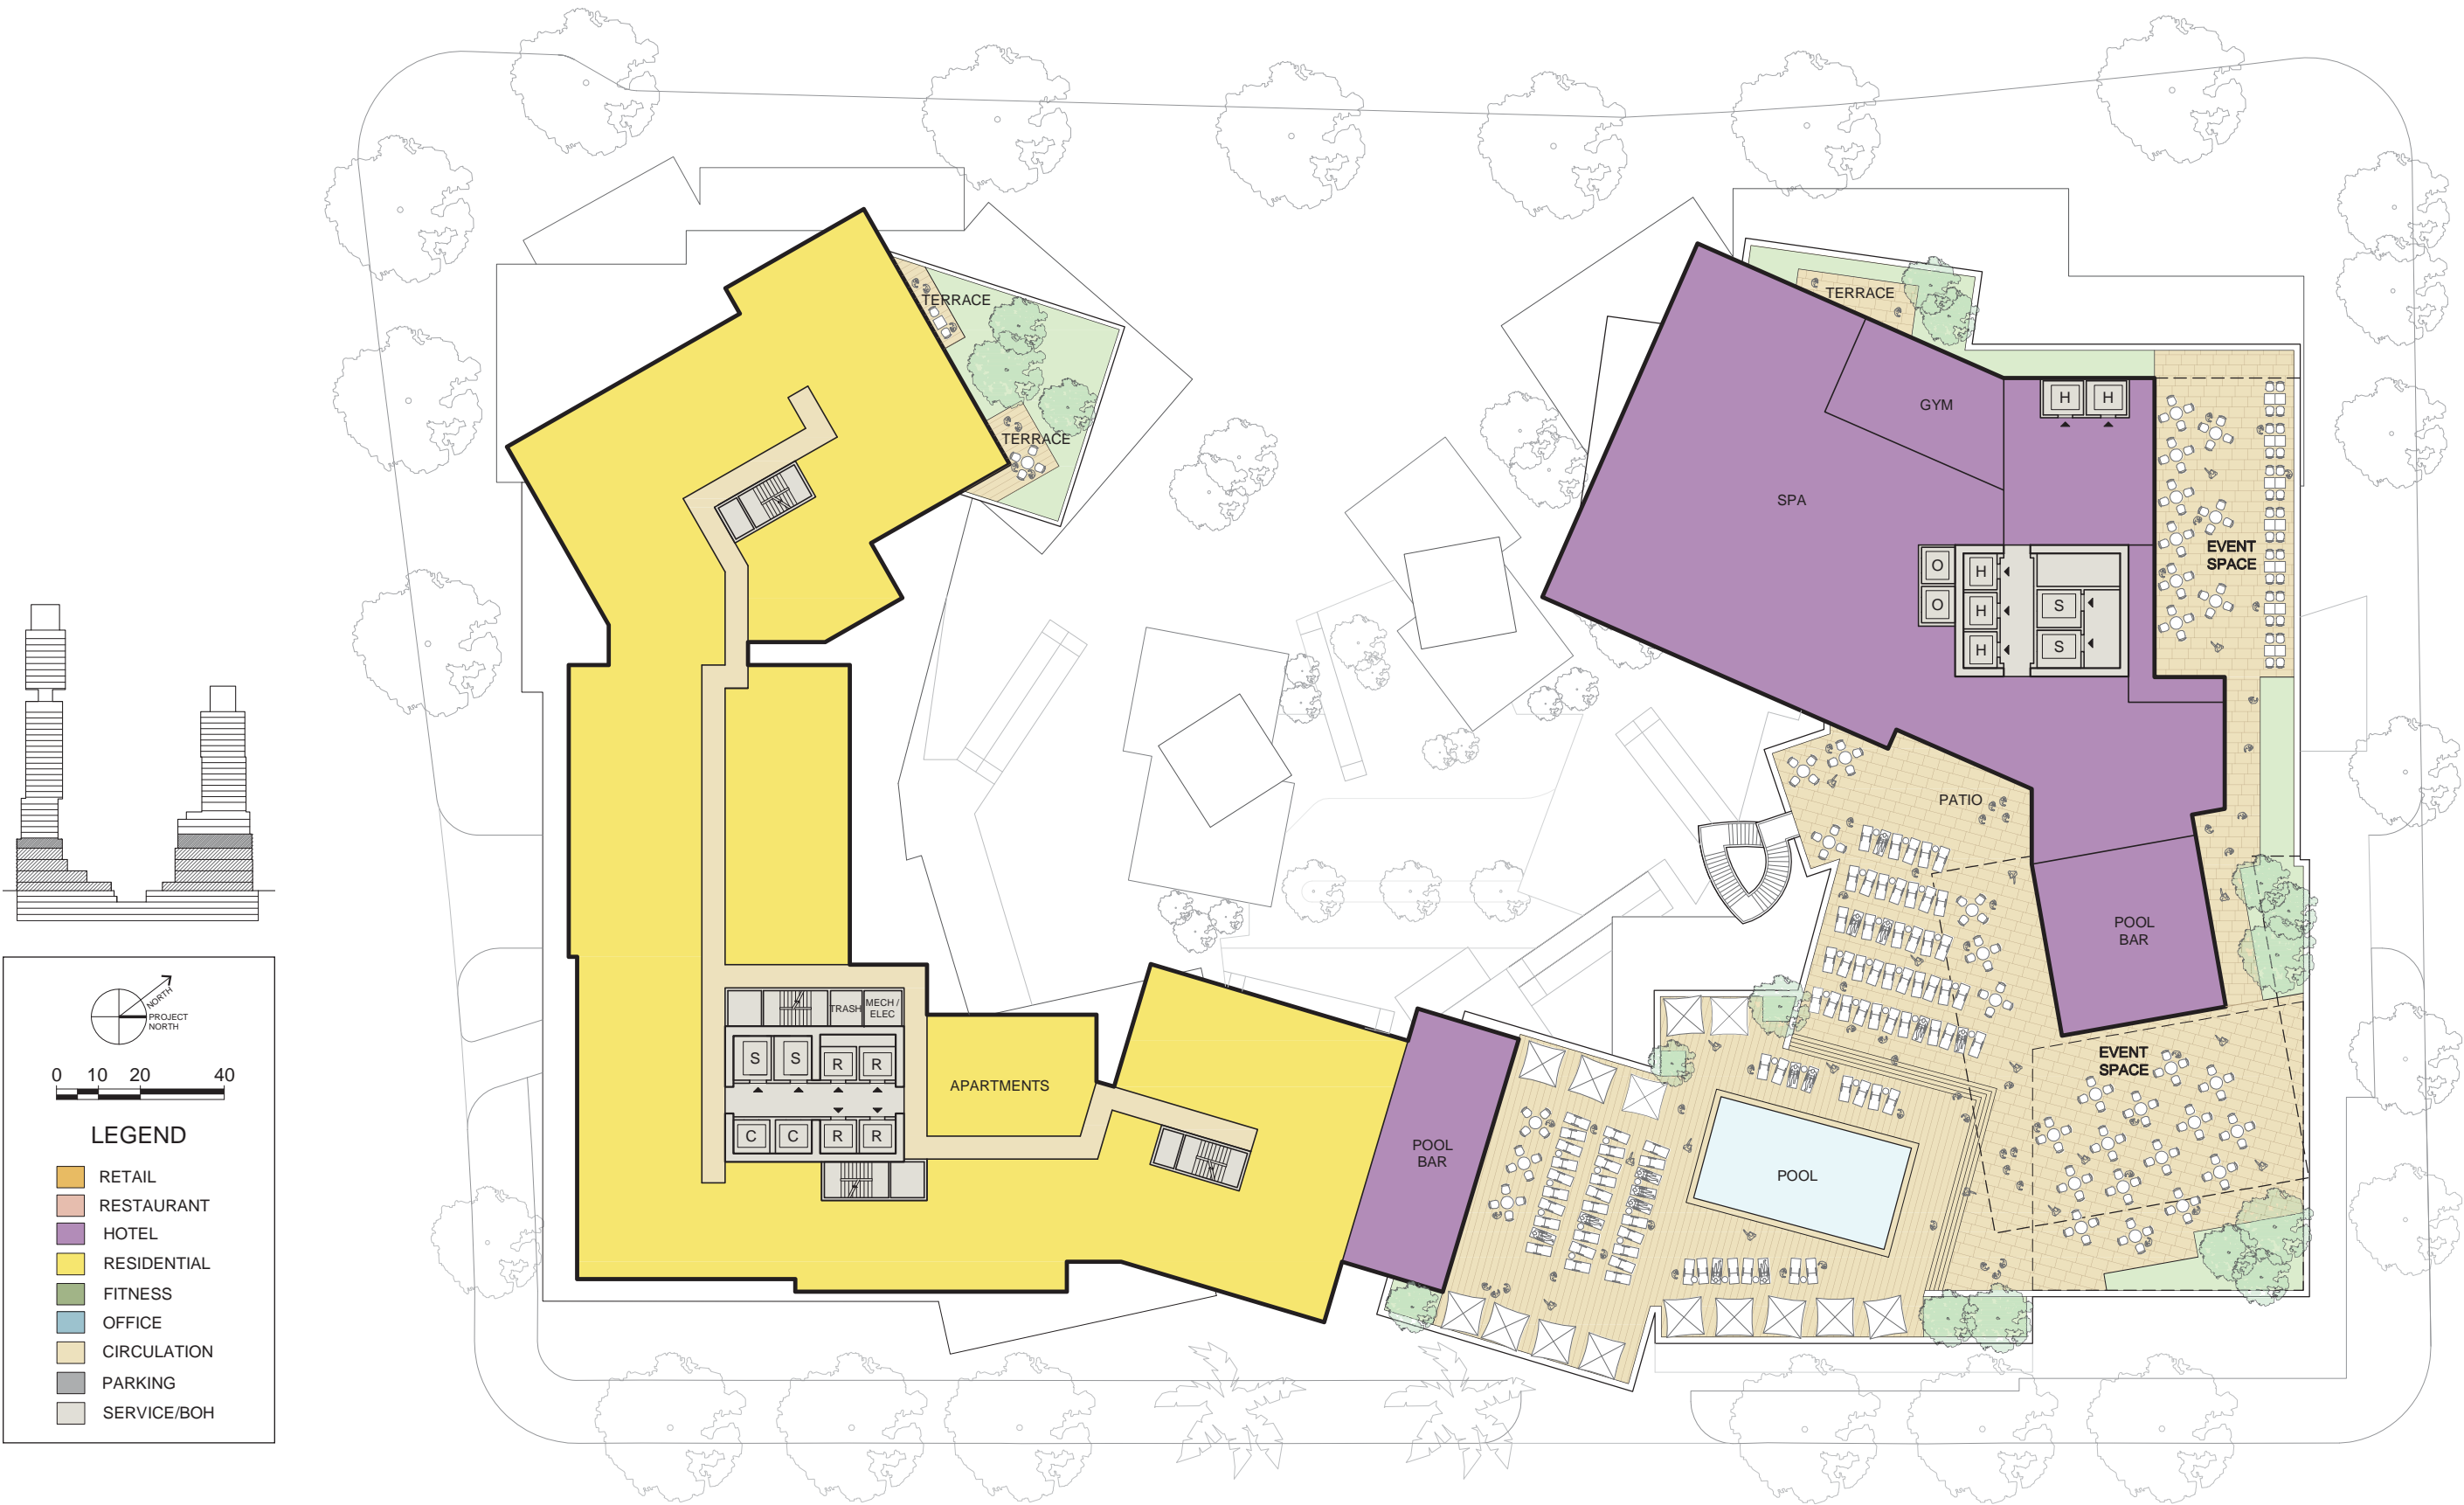 TERRACE
TERRACE
TERRACE
GYM
H H
SPA
EVENT
SPACE
O
O
H
H
H
S
S
PATIO
POOL
BAR
NORTH
PROJECT
NORTH
0 10 20 40
LEGEND
RETAIL
RESTAURANT
HOTEL
RESIDENTIAL
FITNESS
OFFICE
CIRCULATION
PARKING
SERVICE/BOH
TRASH
MECH /
ELEC
S S R R
C C R R
APARTMENTS
POOL
BAR
POOL
EVENT
SPACE